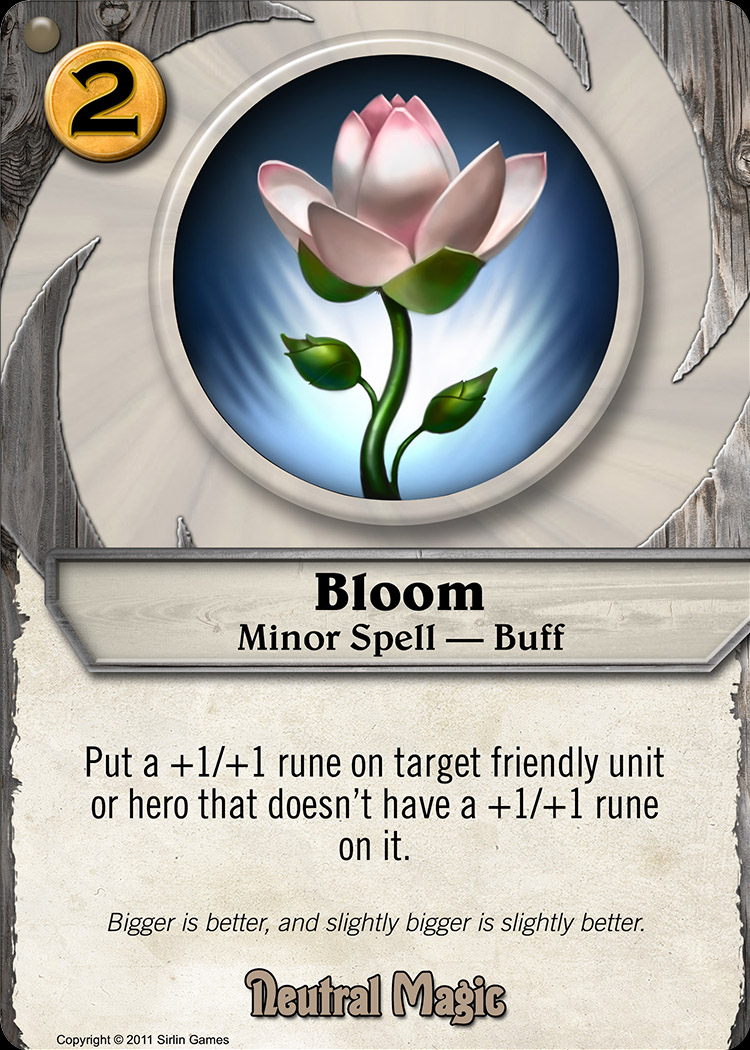 2
Bloom
Minor Spell — Buff
Put a +1/+1 rune on target friendly unit
or hero that doesn't have a +1/+1 rune
on it.
Bigger is better, and slightly bigger is slightly better.
Neutral Magic
Copyright © 2011 Sirlin Games